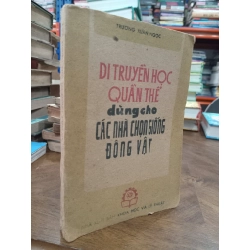 DI TRUYỀN HỌC
QUẦN THỂ
dùng cho
CÁC NHÀ CHỌN GIỐNG
ĐỘNG VẬT